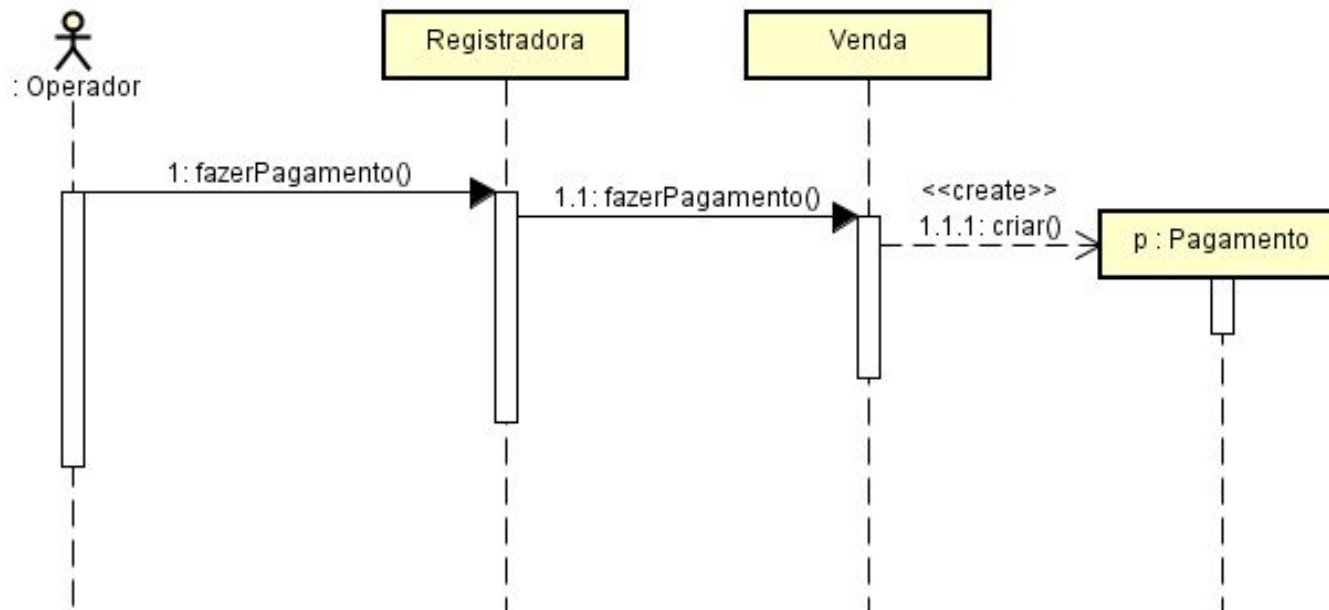 Registradora
Venda
: Operador
1: fazerPagamento()
1.1: fazerPagamento()
<<create>>
1.1.1: criar()
p : Pagamento